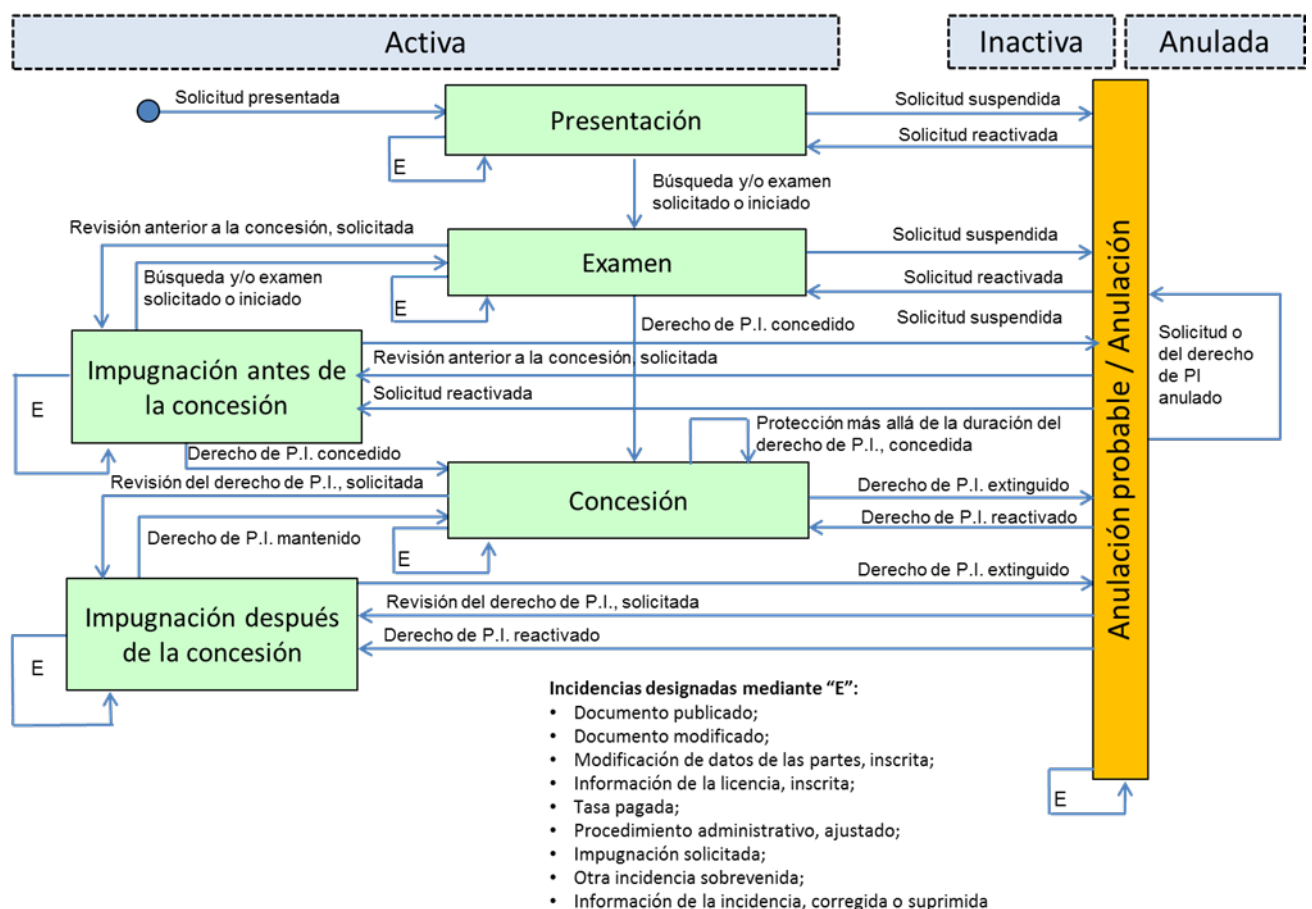 Activa
Inactiva
Anulada
Solicitud presentada
Presentación
Solicitud suspendida
Solicitud reactivada
E
Búsqueda y/o examen
solicitado o iniciado
Revisión anterior a la concesión, solicitada
Examen
Solicitud suspendida
Solicitud reactivada
Búsqueda y/o examen
solicitado o iniciado
E
Derecho de P.I. concedido
Solicitud suspendida
Impugnación antes de
la concesión
Revisión anterior a la concesión, solicitada
Solicitud reactivada
E
Solicitud o
del derecho
de PI
anulado
Anulación probable / Anulación
Protección más allá de la duración del
derecho de P.I., concedida
Derecho de P.I. concedido
Revisión del derecho de P.I., solicitada
Concesión
Derecho de P.I. extinguido
Derecho de P.I. reactivado
Derecho de P.I. mantenido
E
Derecho de P.I. extinguido
Impugnación después
de la concesión
Revisión del derecho de P.I., solicitada
Derecho de P.I. reactivado
E
Incidencias designadas mediante “E”:
• Documento publicado;
• Documento modificado;
• Modificación de datos de las partes, inscrita;
• Información de la licencia, inscrita;
• Tasa pagada;
• Procedimiento administrativo, ajustado;
• Impugnación solicitada;
• Otra incidencia sobrevenida;
• Información de la incidencia, corregida o suprimida
E